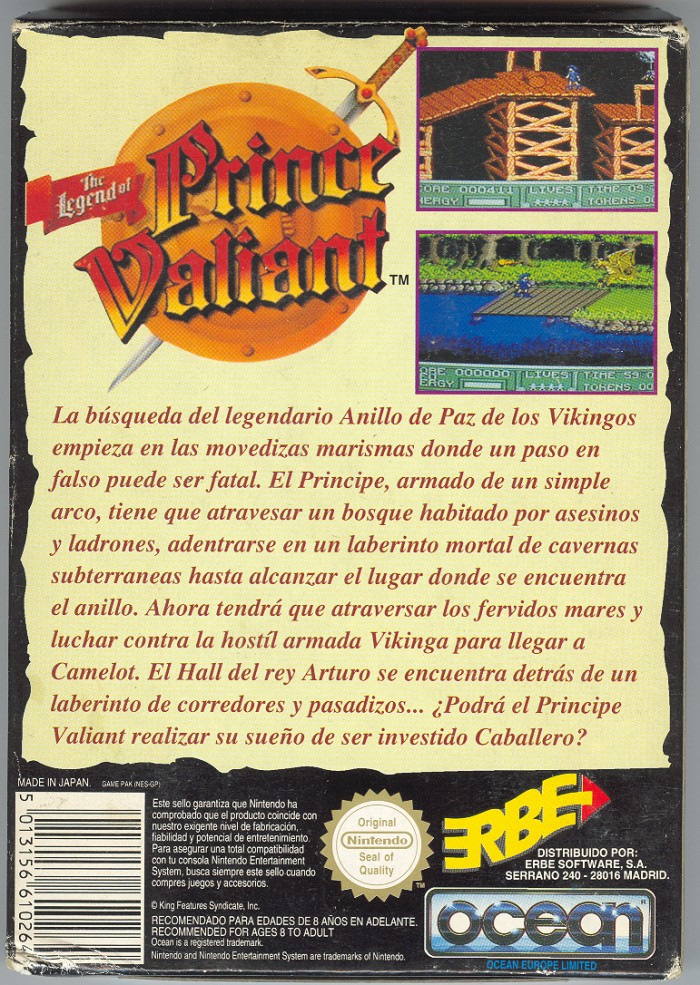 The
Legend of
Prince
Valiant
TM
ORE 000411 LIVES TIME 09
NERGY TOKENS 00
ORE 000000 LIVES TIME 59
ERGY TOKENS 00
La búsqueda del legendario Anillo de Paz de los Vikingos
empieza en las movedizas marismas donde un paso en
falso puede ser fatal. El Principe, armado de un simple
arco, tiene que atravesar un bosque habitado por asesinos
y ladrones, adentrarse en un laberinto mortal de cavernas
subterraneas hasta alcanzar el lugar donde se encuentra
el anillo. Ahora tendrá que atraversar los fervidos mares y
luchar contra la hostíl armada Vikinga para llegar a
Camelot. El Hall del rey Arturo se encuentra detrás de un
laberinto de corredores y pasadizos... ¿Podrá el Principe
Valiant realizar su sueño de ser investido Caballero?
MADE IN JAPAN. GAME PAK (NES-GP)
5 013156 610264
Este sello garantiza que Nintendo ha
comprobado que el producto coincide con
nuestro exigente nivel de fabricación,
fiabilidad y potencial de entretenimiento.
Para asegurar una total compatibilidad
con tu consola Nintendo Entertainment
System, busca siempre este sello cuando
compres juegos y accesorios.
© King Features Syndicate, Inc.
RECOMENDADO PARA EDADES DE 8 AÑOS EN ADELANTE.
RECOMMENDED FOR AGES 8 TO ADULT
Ocean is a registered trademark.
Nintendo and Nintendo Entertainment System are trademarks of Nintendo.
Original
Nintendo
Seal of
Quality
TM
ERBE
DISTRIBUIDO POR:
ERBE SOFTWARE, S.A.
SERRANO 240 - 28016 MADRID.
ocean®
OCEAN EUROPE LIMITED